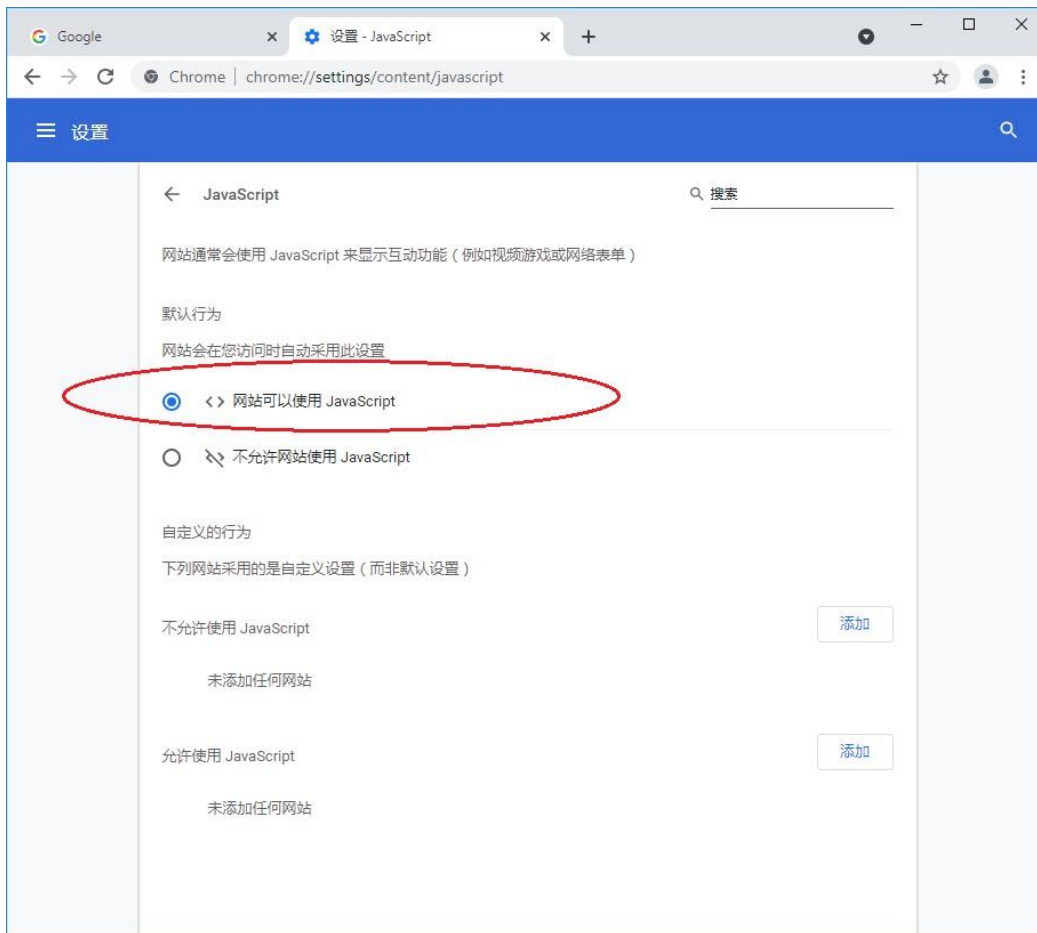 Google
设置 - JavaScript
Chrome | chrome://settings/content/javascript
设置
JavaScript
搜索
网站通常会使用 JavaScript 来显示互动功能（例如视频游戏或网络表单）
默认行为
网站会在您访问时自动采用此设置
<> 网站可以使用 JavaScript
不允许网站使用 JavaScript
自定义的行为
下列网站采用的是自定义设置（而非默认设置）
不允许使用 JavaScript
添加
未添加任何网站
允许使用 JavaScript
添加
未添加任何网站